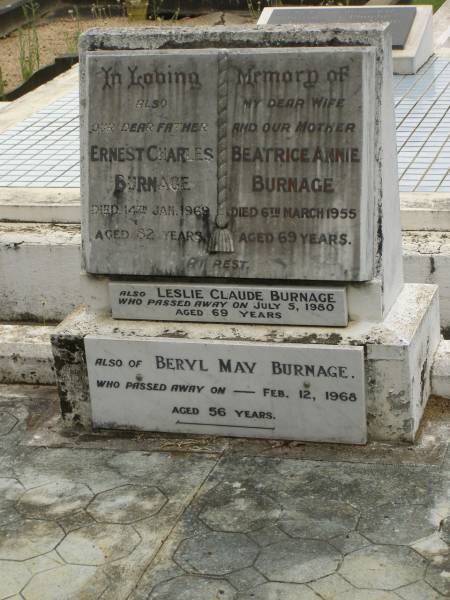 In Loving
ALSO
OUR DEAR FATHER
ERNEST CHARLES
BURNAGE
DIED 14TH JAN. 1969
AGED 82 YEARS
Memory of
MY DEAR WIFE
AND OUR MOTHER
BEATRICE ANNIE
BURNAGE
DIED 6TH MARCH 1955
AGED 69 YEARS.
AT REST.
ALSO LESLIE CLAUDE BURNAGE
WHO PASSED AWAY ON JULY 5, 1980
AGED 69 YEARS
ALSO OF BERYL MAY BURNAGE.
WHO PASSED AWAY ON — FEB. 12, 1968
AGED 56 YEARS.